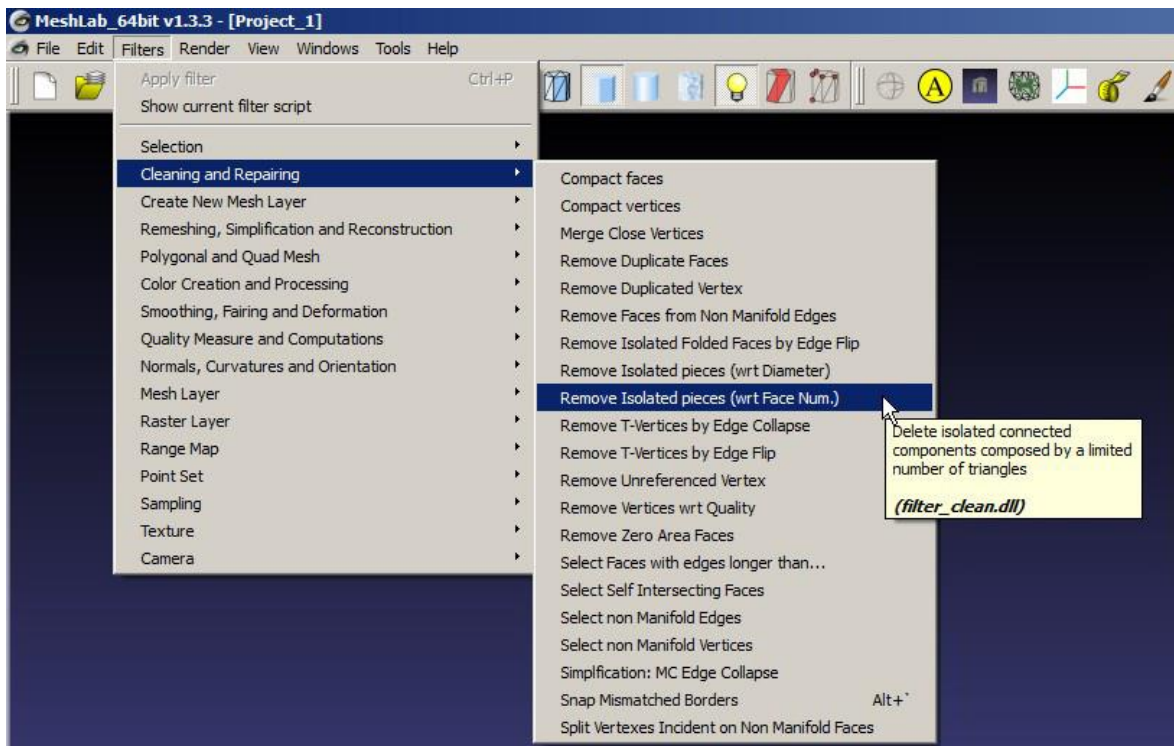 MeshLab_64bit v1.3.3 - [Project_1]
File Edit Filters Render View Windows Tools Help
Apply filter Ctrl+P
Show current filter script
Selection
Cleaning and Repairing
Create New Mesh Layer
Remeshing, Simplification and Reconstruction
Polygonal and Quad Mesh
Color Creation and Processing
Smoothing, Fairing and Deformation
Quality Measure and Computations
Normals, Curvatures and Orientation
Mesh Layer
Raster Layer
Range Map
Point Set
Sampling
Texture
Camera
A
Compact faces
Compact vertices
Merge Close Vertices
Remove Duplicate Faces
Remove Duplicated Vertex
Remove Faces from Non Manifold Edges
Remove Isolated Folded Faces by Edge Flip
Remove Isolated pieces (wrt Diameter)
Remove Isolated pieces (wrt Face Num.)
Remove T-Vertices by Edge Collapse
Remove T-Vertices by Edge Flip
Remove Unreferenced Vertex
Remove Vertices wrt Quality
Remove Zero Area Faces
Select Faces with edges longer than...
Select Self Intersecting Faces
Select non Manifold Edges
Select non Manifold Vertices
Simplfication: MC Edge Collapse
Snap Mismatched Borders Alt+`
Split Vertexes Incident on Non Manifold Faces
Delete isolated connected
components composed by a limited
number of triangles
(filter_clean.dll)